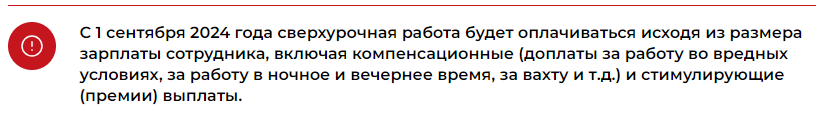 С 1 сентября 2024 года сверхурочная работа будет оплачиваться исходя из размера
зарплаты сотрудника, включая компенсационные (доплаты за работу во вредных
условиях, за работу в ночное и вечернее время, за вахту и т.д.) и стимулирующие
(премии) выплаты.